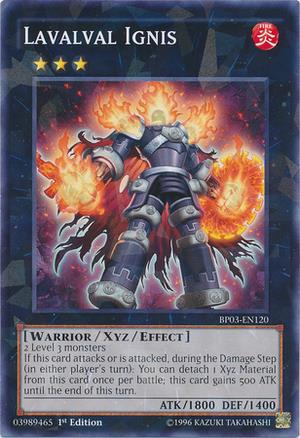 LAVALVAL IGNIS
FIRE
炎
BP03-EN120
[WARRIOR / XYZ / EFFECT]
2 Level 3 monsters
If this card attacks or is attacked, during the Damage Step
(in either player's turn): You can detach 1 Xyz Material
from this card once per battle; this card gains 500 ATK
until the end of this turn.
ATK/1800 DEF/1400
03989465 1st Edition ©1996 KAZUKI TAKAHASHI